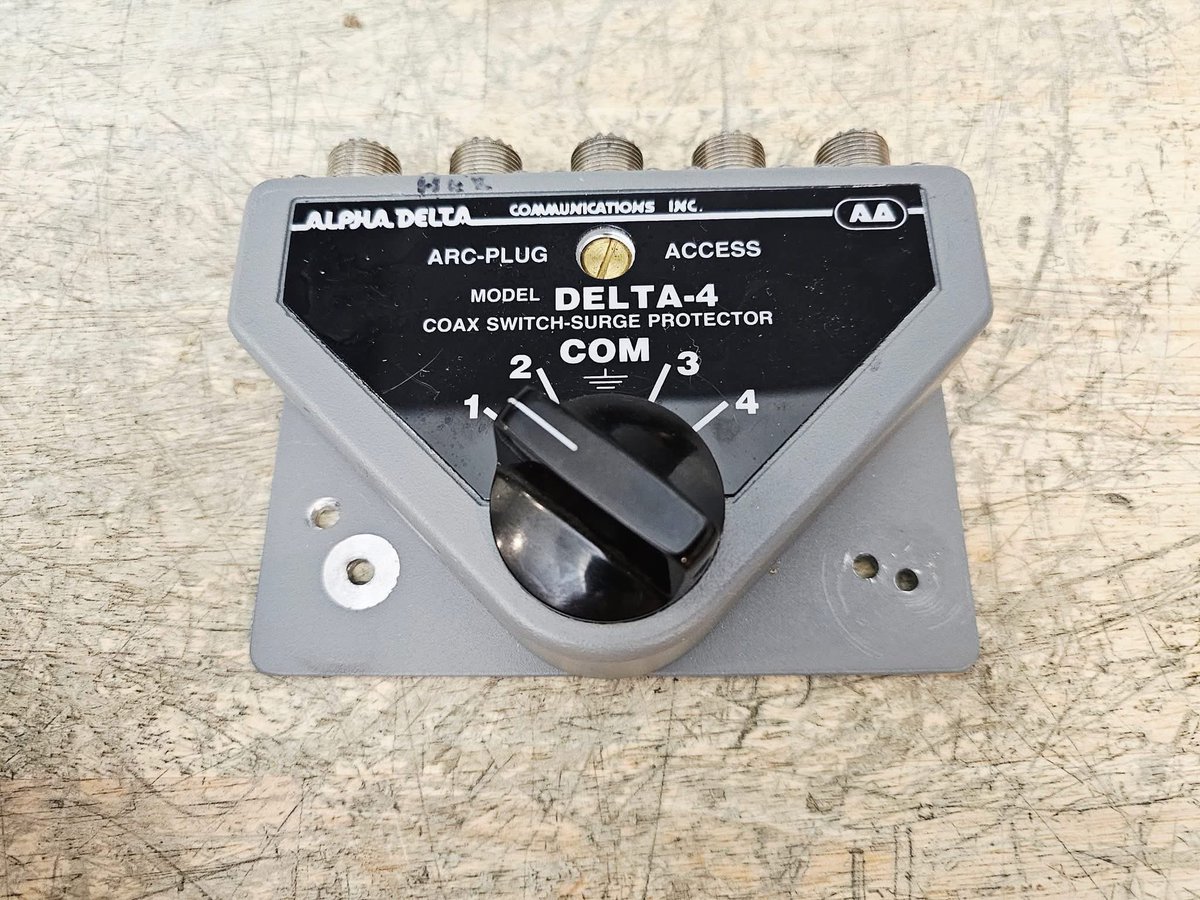 ALPHA DELTA COMMUNICATIONS INC. ΑΔ
ARC-PLUG ACCESS
MODEL DELTA-4
COAX SWITCH-SURGE PROTECTOR
COM
2 3
1 4